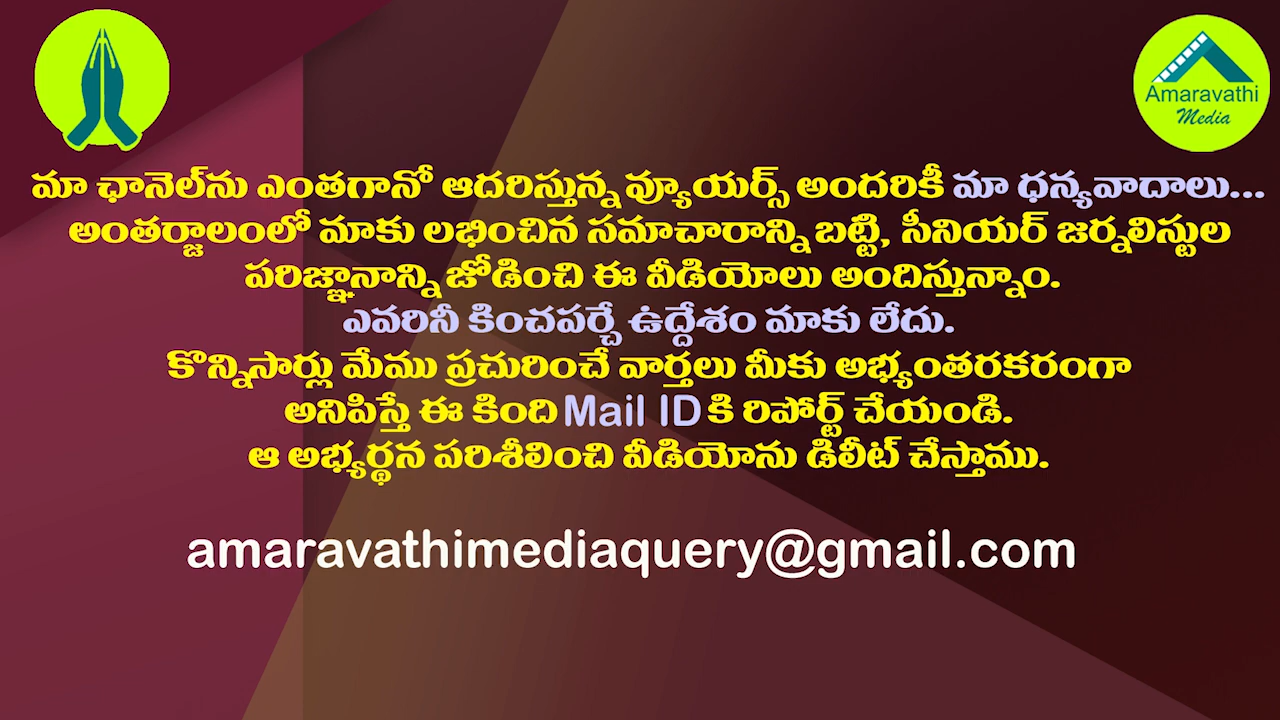 Amaravathi
Media
మా ఛానెల్‌ను ఎంతగానో ఆదరిస్తున్న వ్యూయర్స్ అందరికీ మా ధన్యవాదాలు...
అంతర్జాలంలో మాకు లభించిన సమాచారాన్ని బట్టి, సీనియర్ జర్నలిస్టుల
పరిజ్ఞానాన్ని జోడించి ఈ వీడియోలు అందిస్తున్నాం.
ఎవరినీ కించపర్చే ఉద్దేశం మాకు లేదు.
కొన్నిసార్లు మేము ప్రచురించే వార్తలు మీకు అభ్యంతరకరంగా
అనిపిస్తే ఈ కింది Mail ID కి రిపోర్ట్ చేయండి.
ఆ అభ్యర్థన పరిశీలించి వీడియోను డిలీట్ చేస్తాము.
amaravathimediaquery@gmail.com